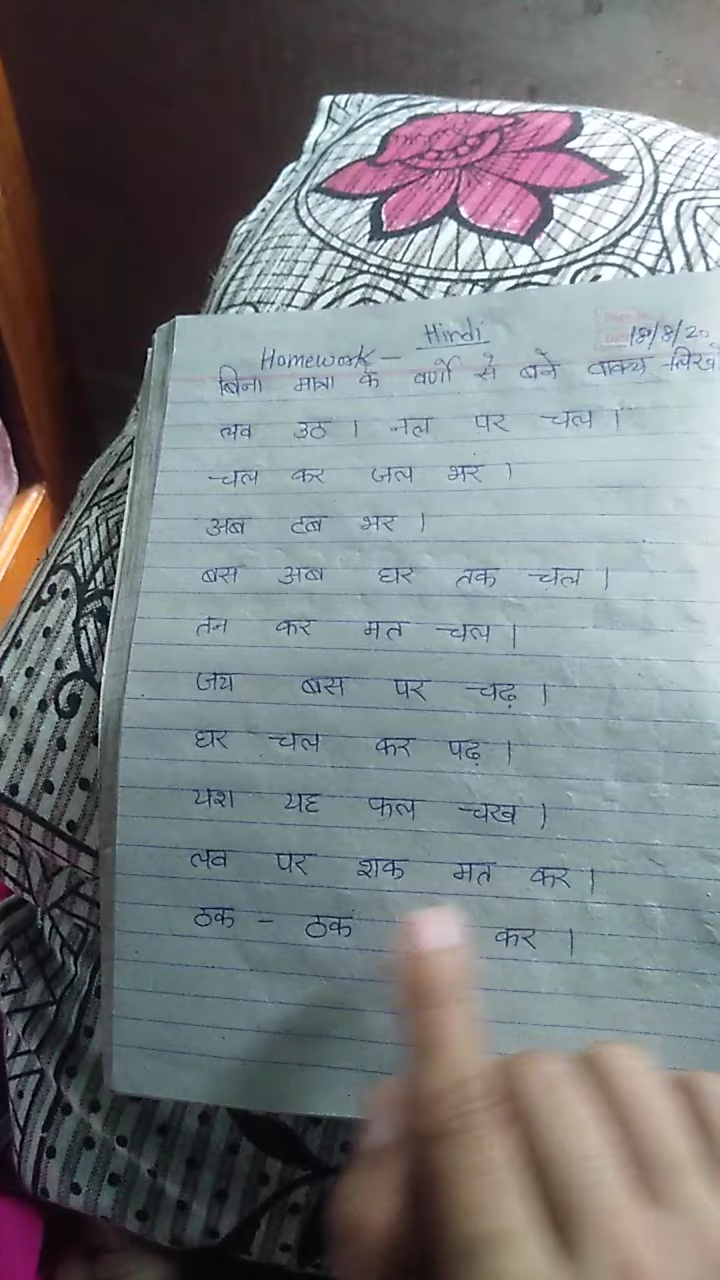 Hindi
18/8/20
Homework -
बिना मात्रा के वर्णो से बने वाक्य लिखो
लव उठ । नल पर चल ।
चल कर जल भर ।
अब टब भर ।
बस अब घर तक चल ।
तन कर मत चल ।
जय बस पर चढ़ ।
घर चल कर पढ़ ।
यश यह फल चख ।
लव पर शक मत कर ।
ठक - ठक कर ।